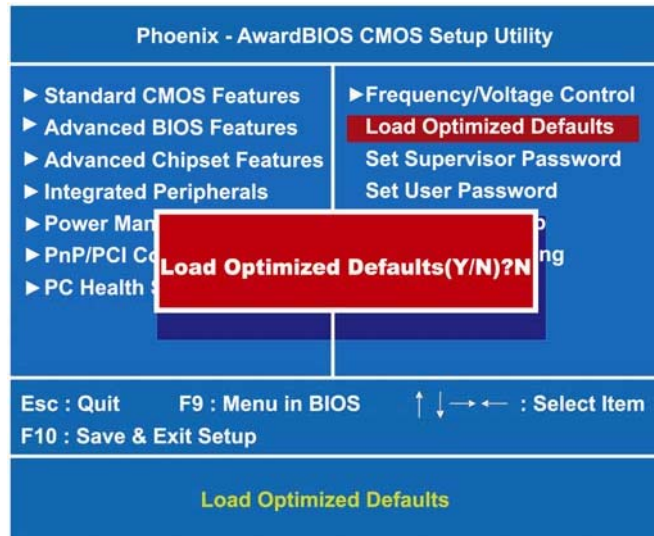 Phoenix - AwardBIOS CMOS Setup Utility
► Standard CMOS Features
► Advanced BIOS Features
► Advanced Chipset Features
► Integrated Peripherals
► Power Man
► PnP/PCI Co
► PC Health
►Frequency/Voltage Control
Load Optimized Defaults
Set Supervisor Password
Set User Password
ng
Load Optimized Defaults(Y/N)?N
Esc : Quit F9 : Menu in BIOS ↑ ↓ → ← : Select Item
F10 : Save & Exit Setup
Load Optimized Defaults